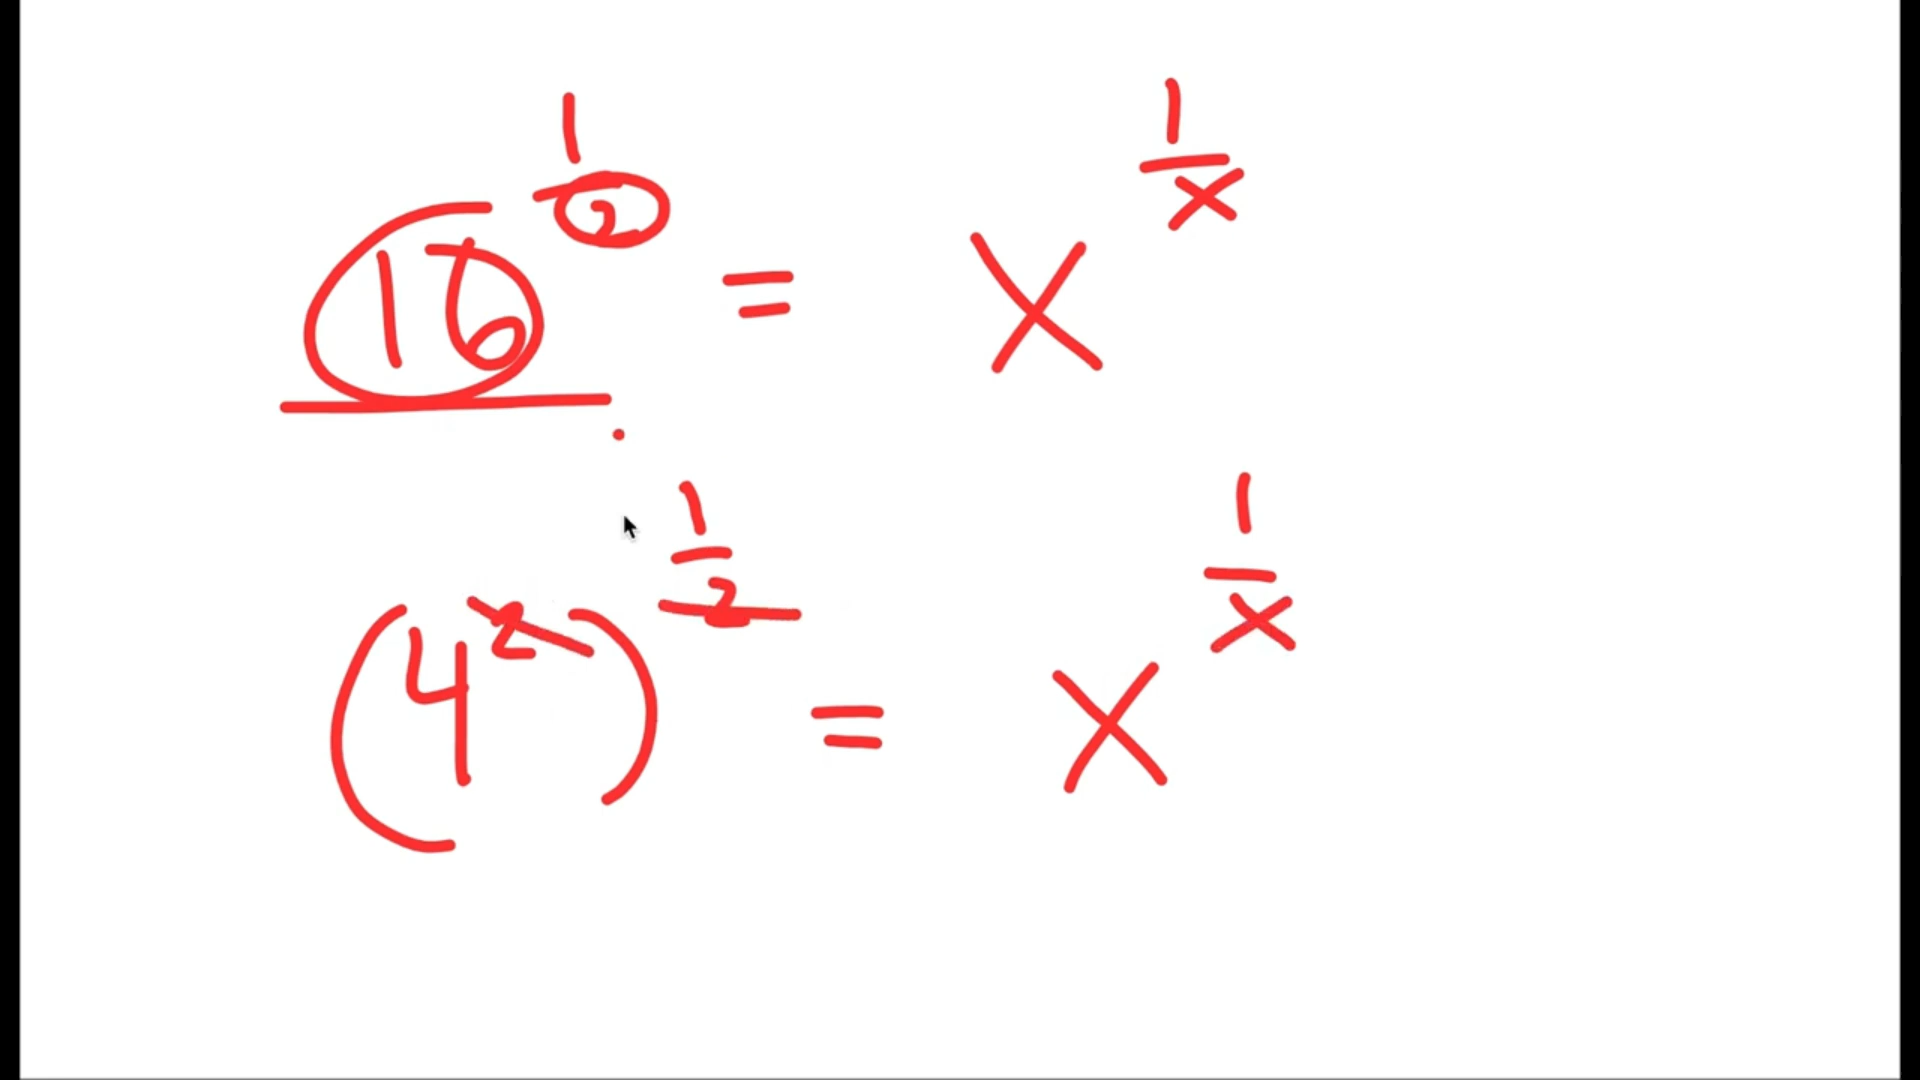 16^(1/2) = x^(1/x)
(4^2)^(1/2) = x^(1/x)